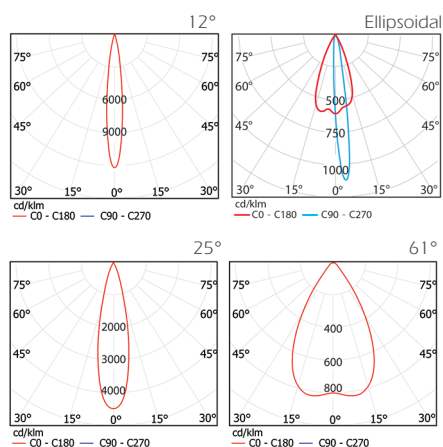 12°
75° 75°
60° 6000 60°
45° 9000 45°
30° 15° 0° 15° 30°
cd/klm
C0 - C180 C90 - C270
Ellipsoidal
75° 75°
60° 500 60°
45° 750 45°
1000
30° 15° 0° 15° 30°
cd/klm
C0 - C180 C90 - C270
25°
75° 75°
60° 2000 60°
45° 3000 45°
4000
30° 15° 0° 15° 30°
cd/klm
C0 - C180 C90 - C270
61°
75° 75°
60° 400 60°
45° 600 45°
800
30° 15° 0° 15° 30°
cd/klm
C0 - C180 C90 - C270